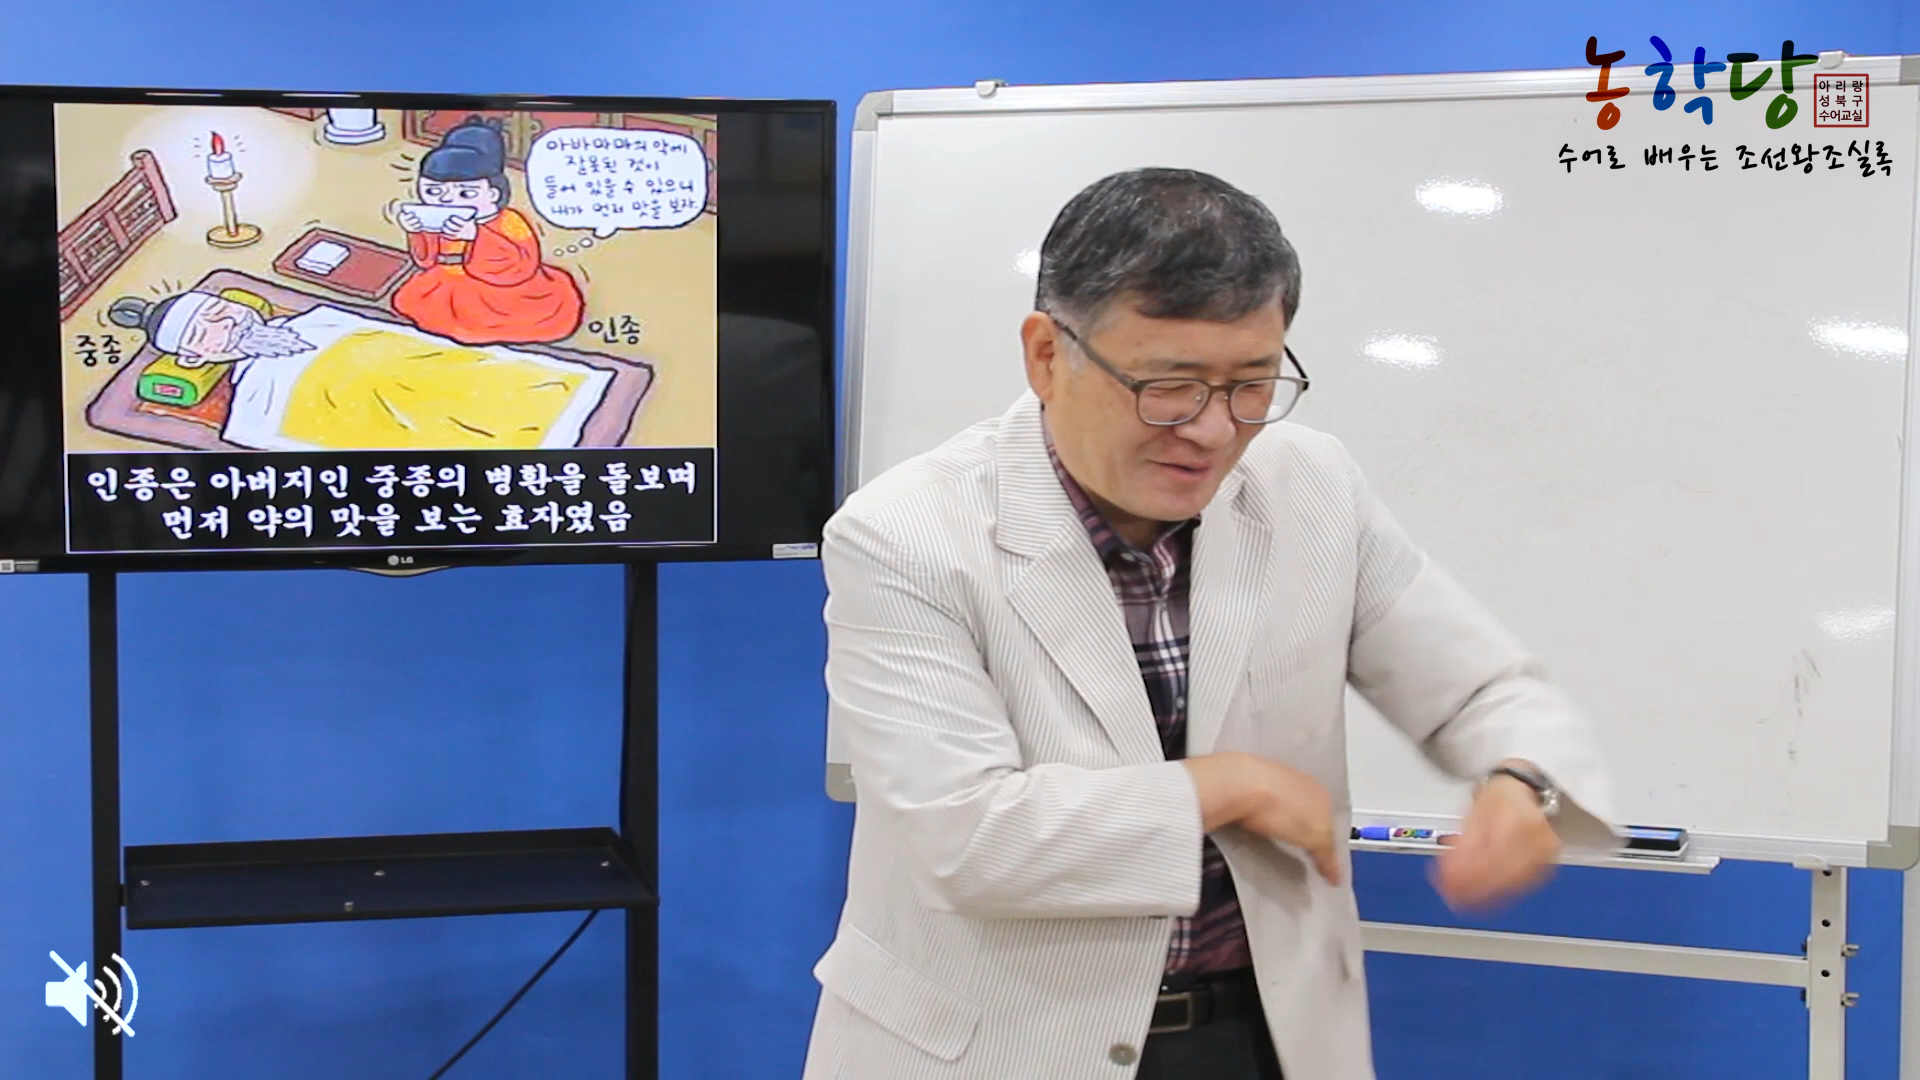 농학당
아리랑
성북구
수어교실
수어로 배우는 조선왕조실록
아바마마의 약에
잘못된 것이
들어 있을 수 있으니
내가 먼저 맛을 보자.
중종
인종
인종은 아버지인 중종의 병환을 돌보며
먼저 약의 맛을 보는 효자였음
LG